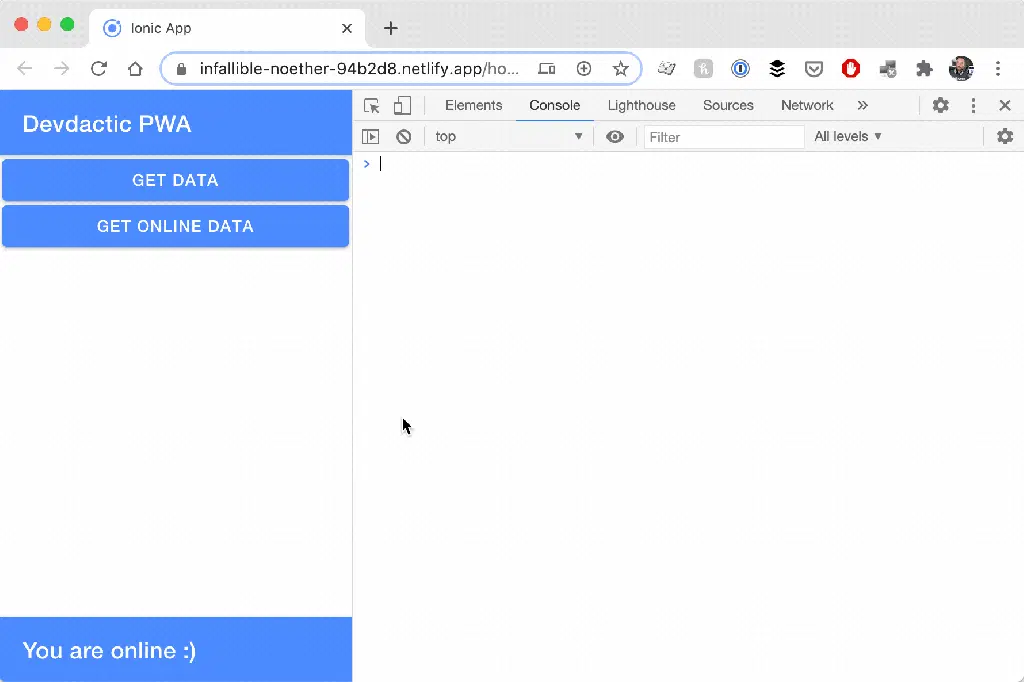 Ionic App
infallible-noether-94b2d8.netlify.app/ho...
Devdactic PWA
GET DATA
GET ONLINE DATA
You are online :)
Elements Console Lighthouse Sources Network
top Filter All levels